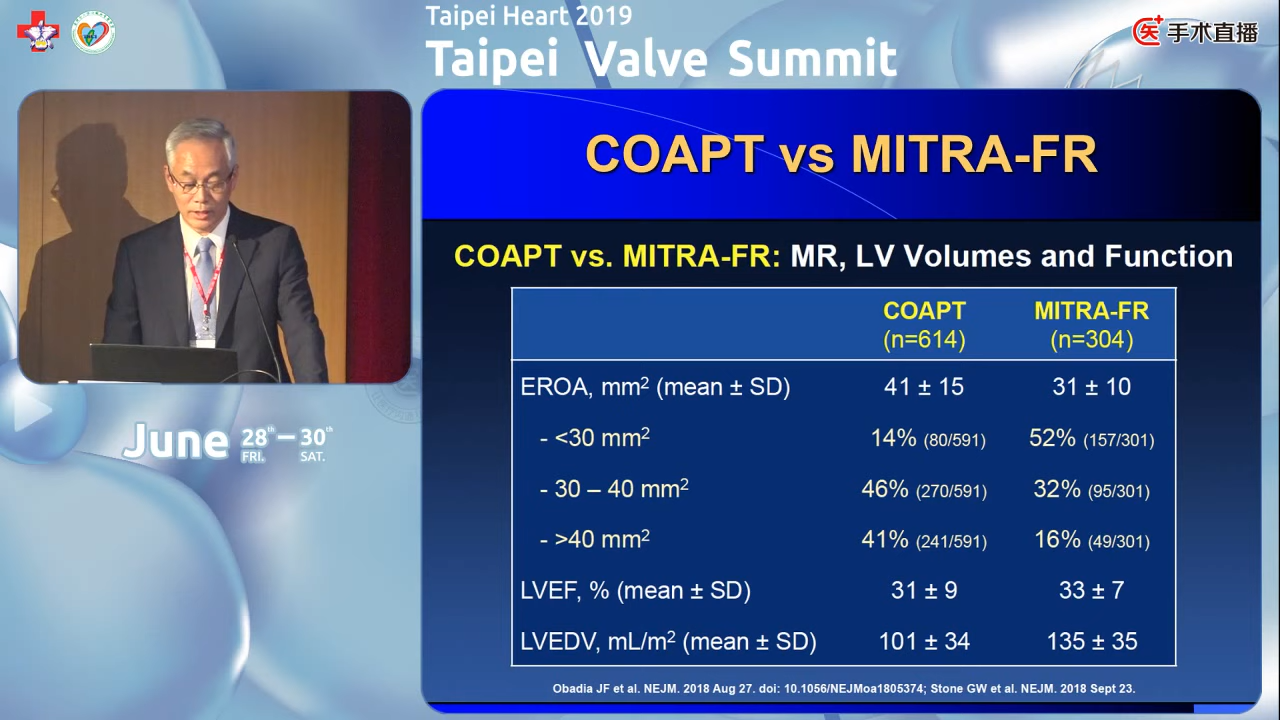 Taipei Heart 2019
Taipei Valve Summit
手术直播
COAPT vs MITRA-FR
COAPT vs. MITRA-FR: MR, LV Volumes and Function
COAPT MITRA-FR
(n=614) (n=304)
EROA, mm² (mean ± SD) 41 ± 15 31 ± 10
- <30 mm² 14% (80/591) 52% (157/301)
- 30 – 40 mm² 46% (270/591) 32% (95/301)
- >40 mm² 41% (241/591) 16% (49/301)
LVEF, % (mean ± SD) 31 ± 9 33 ± 7
LVEDV, mL/m² (mean ± SD) 101 ± 34 135 ± 35
Obadia JF et al. NEJM. 2018 Aug 27. doi: 10.1056/NEJMoa1805374; Stone GW et al. NEJM. 2018 Sept 23.
June 28th — 30th
FRI. SAT.